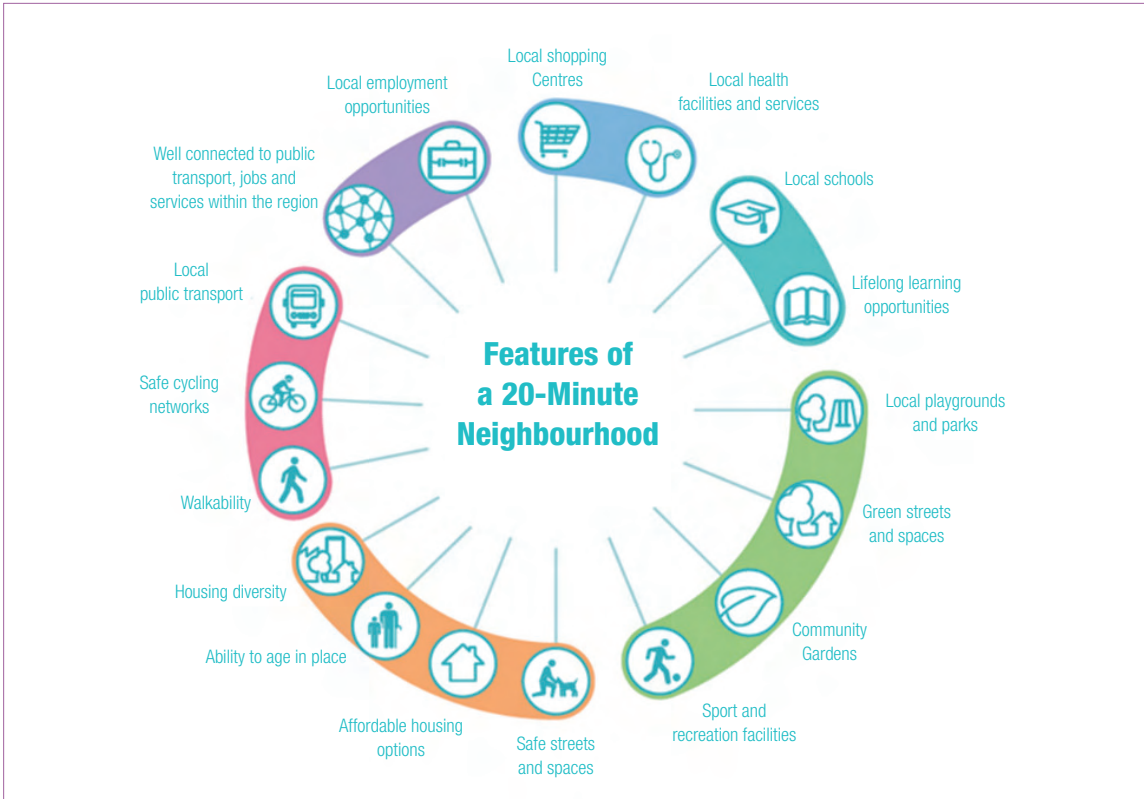 Features of
a 20-Minute
Neighbourhood
Local shopping
Centres
Local health
facilities and services
Local schools
Lifelong learning
opportunities
Local playgrounds
and parks
Green streets
and spaces
Community
Gardens
Sport and
recreation facilities
Safe streets
and spaces
Affordable housing
options
Ability to age in place
Housing diversity
Walkability
Safe cycling
networks
Local
public transport
Well connected to public
transport, jobs and
services within the region
Local employment
opportunities